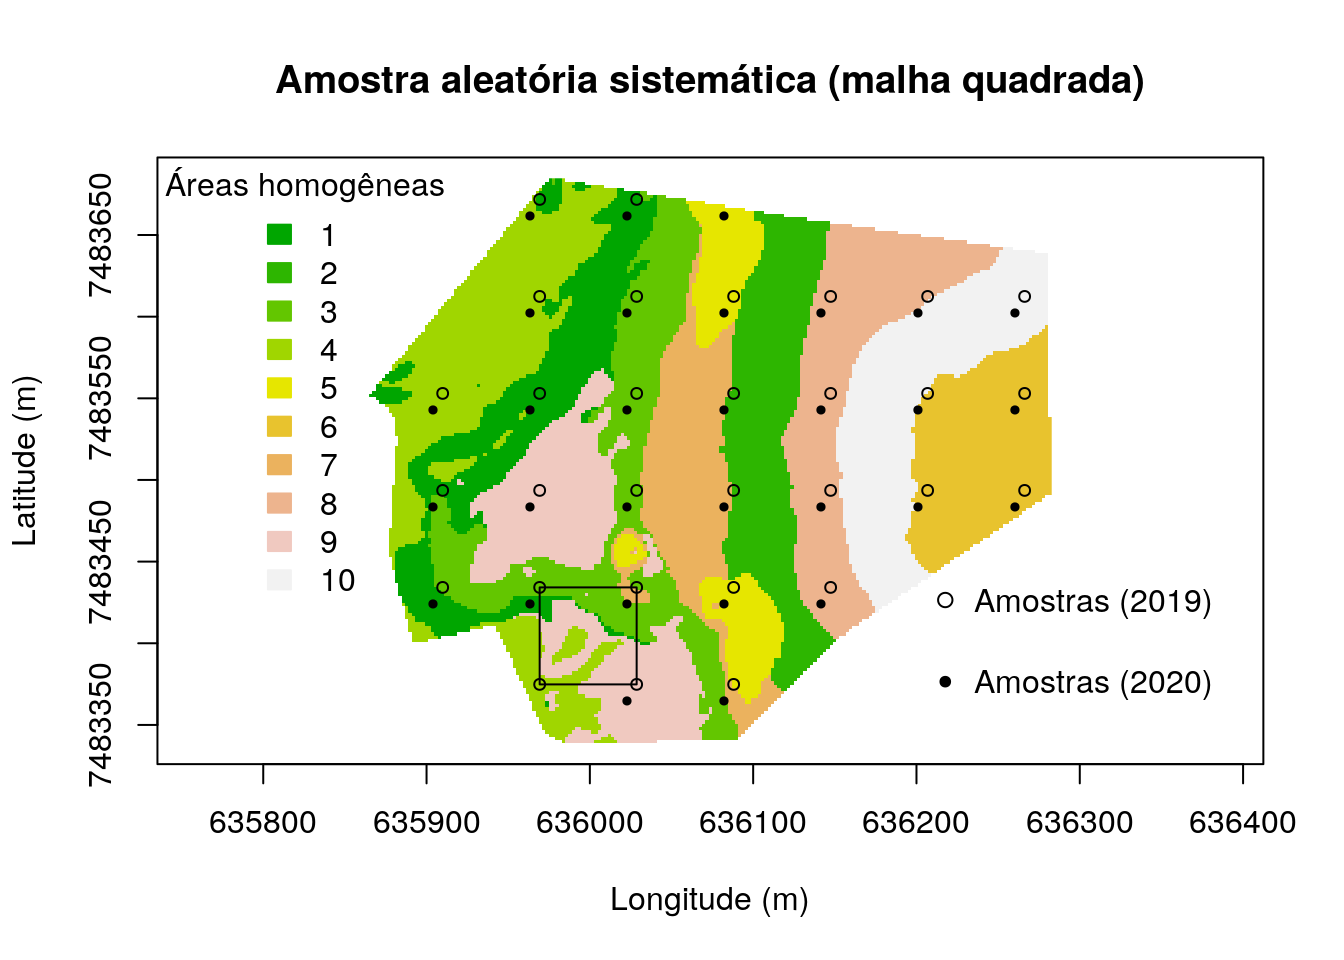 Amostra aleatória sistemática (malha quadrada)
Áreas homogêneas
1
2
3
4
5
6
7
8
9
10
Amostras (2019)
Amostras (2020)
Latitude (m)
7483650
7483550
7483450
7483350
635800 635900 636000 636100 636200 636300 636400
Longitude (m)